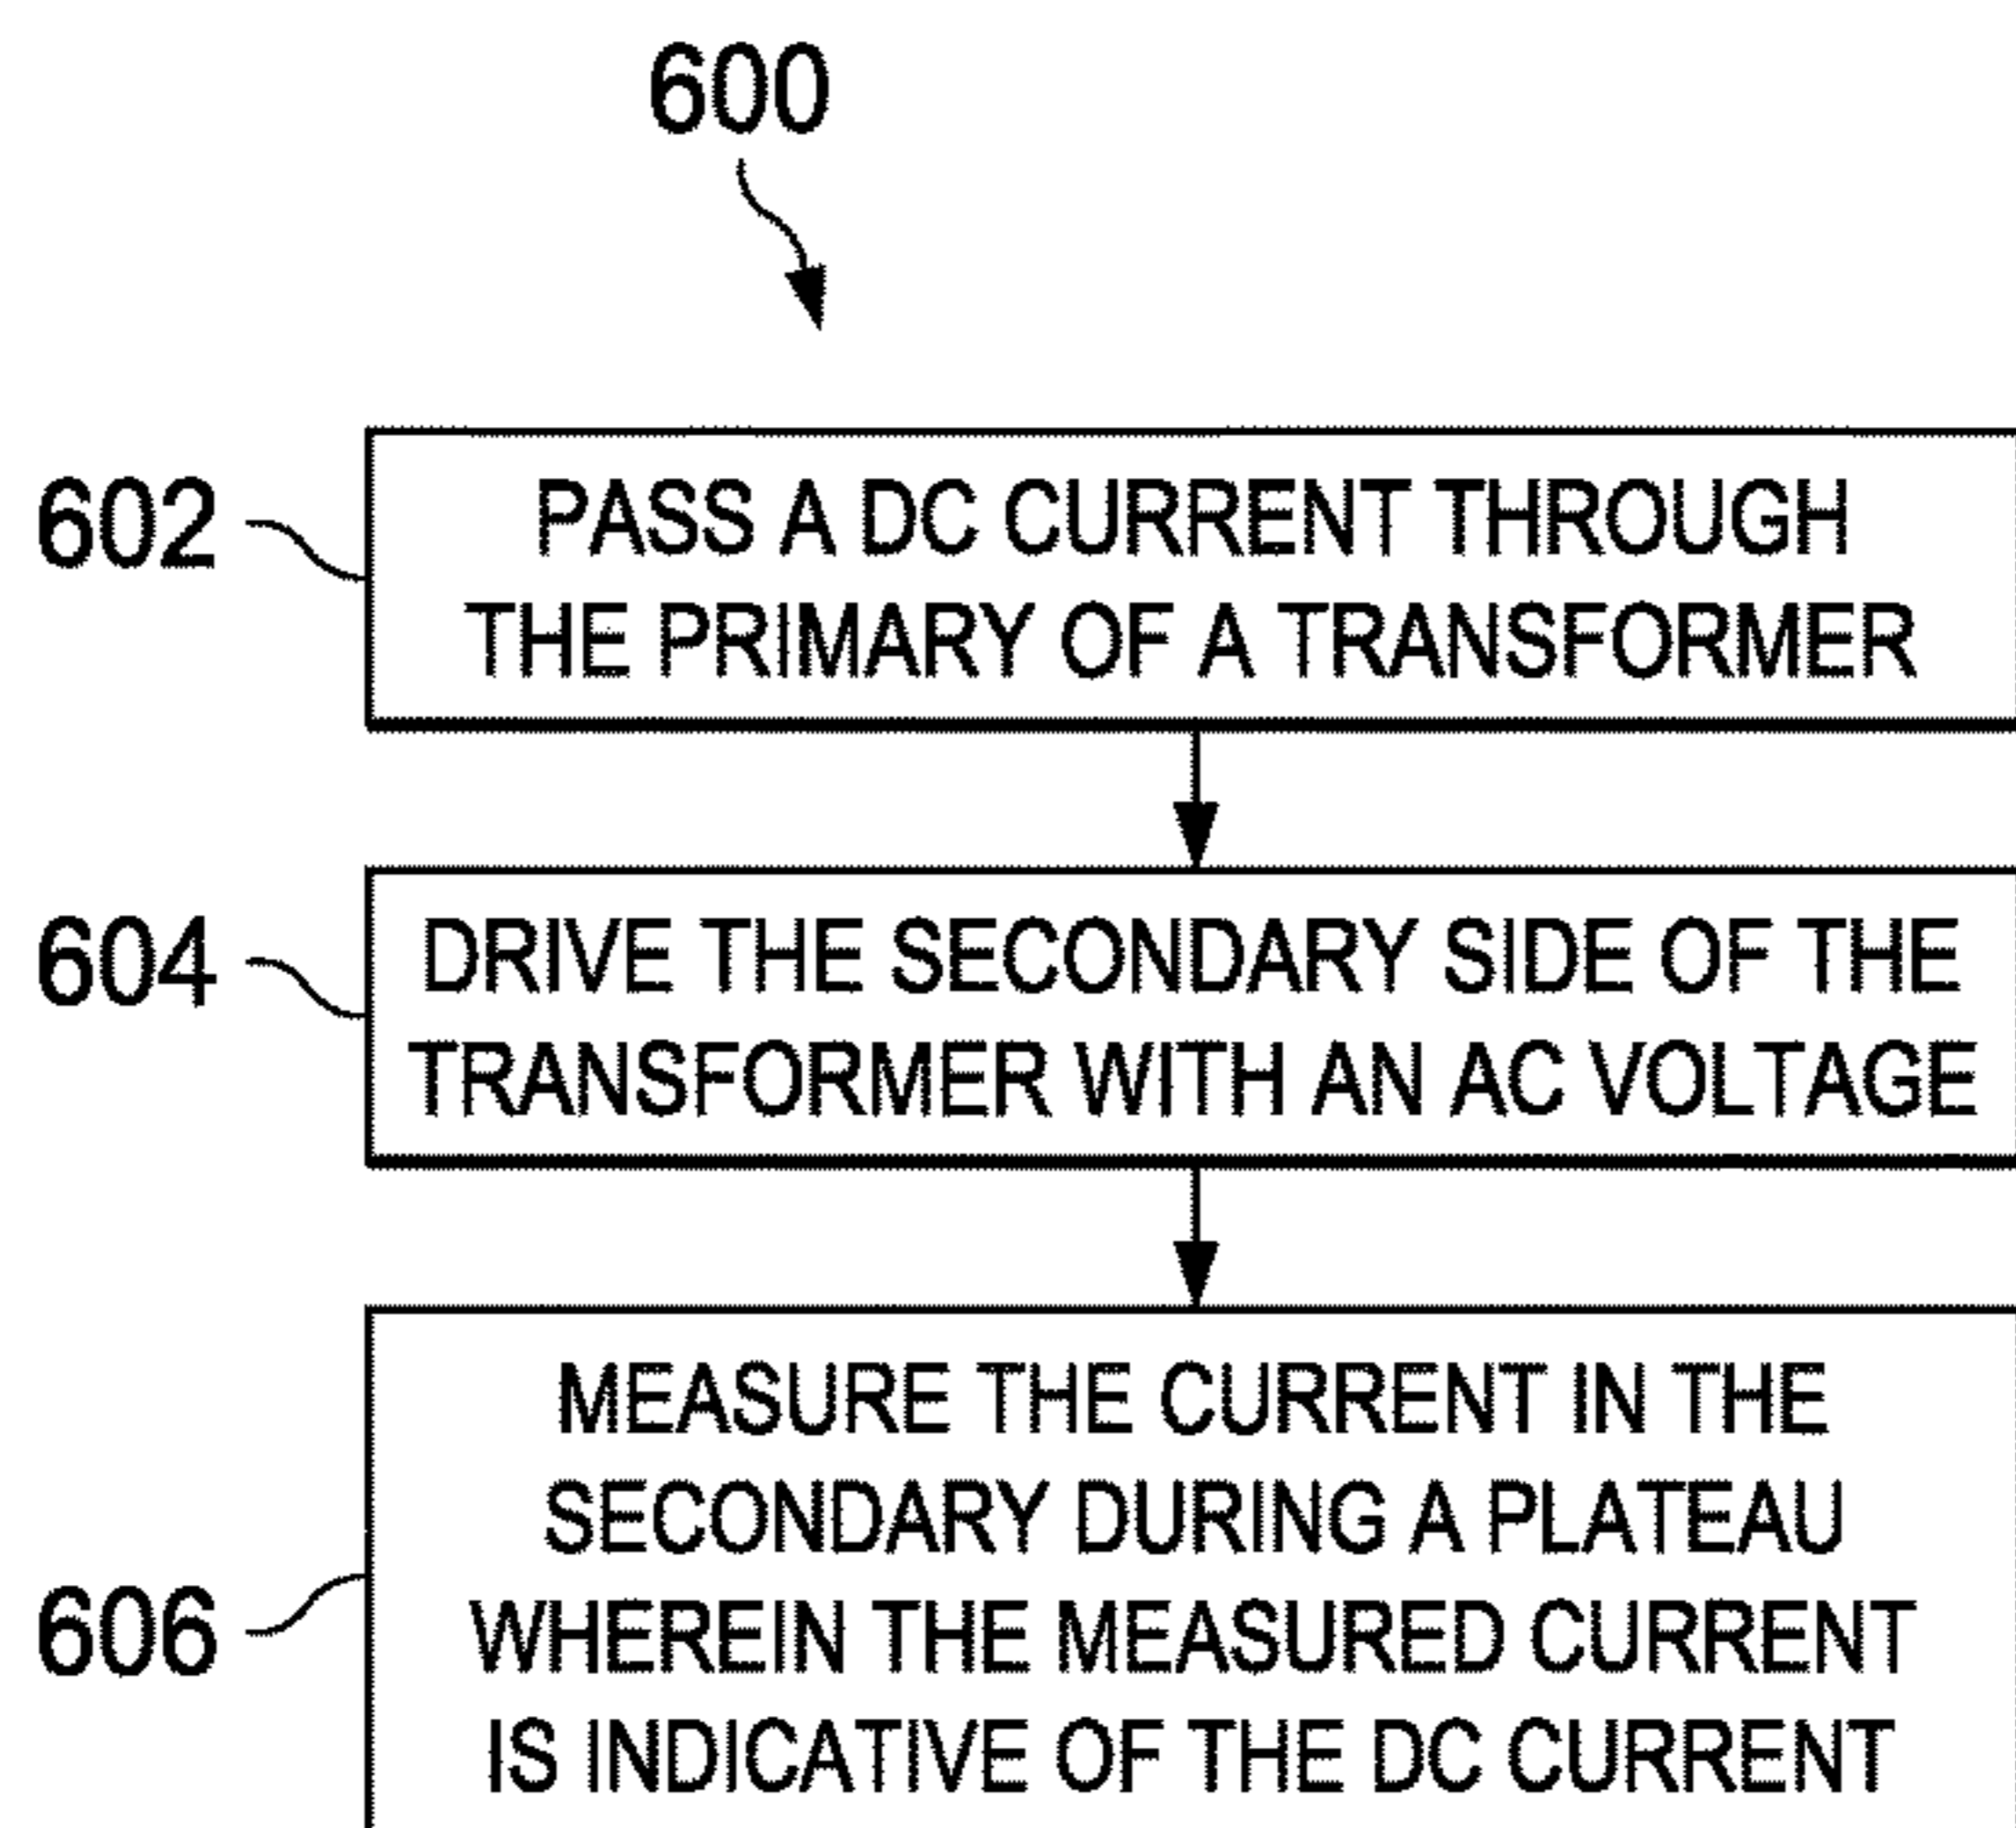 600
602
PASS A DC CURRENT THROUGH
THE PRIMARY OF A TRANSFORMER
604
DRIVE THE SECONDARY SIDE OF THE
TRANSFORMER WITH AN AC VOLTAGE
606
MEASURE THE CURRENT IN THE
SECONDARY DURING A PLATEAU
WHEREIN THE MEASURED CURRENT
IS INDICATIVE OF THE DC CURRENT